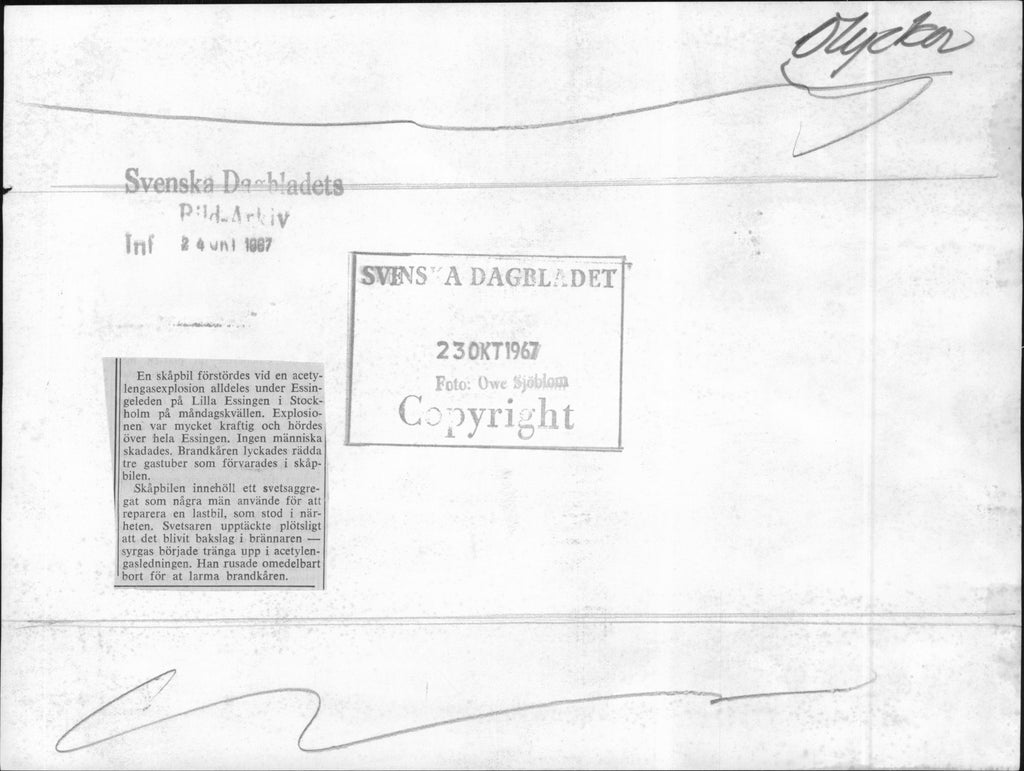 Olyckor
Svenska Dagbladets
Bild-Arkiv
Inf 24 OKT 1967
SVENSKA DAGBLADET
23 OKT 1967
Foto: Owe Sjöblom
Copyright
En skåpbil förstördes vid en acety-
lengasexplosion alldeles under Essin-
geleden på Lilla Essingen i Stock-
holm på måndagskvällen. Explosio-
nen var mycket kraftig och hördes
över hela Essingen. Ingen människa
skadades. Brandkåren lyckades rädda
tre gastuber som förvarades i skåp-
bilen.
Skåpbilen innehöll ett svetsaggre-
gat som några män använde för att
reparera en lastbil, som stod i när-
heten. Svetsaren upptäckte plötsligt
att det blivit bakslag i brännaren —
syrgas började tränga upp i acetylen-
gasledningen. Han rusade omedelbart
bort för at larma brandkåren.